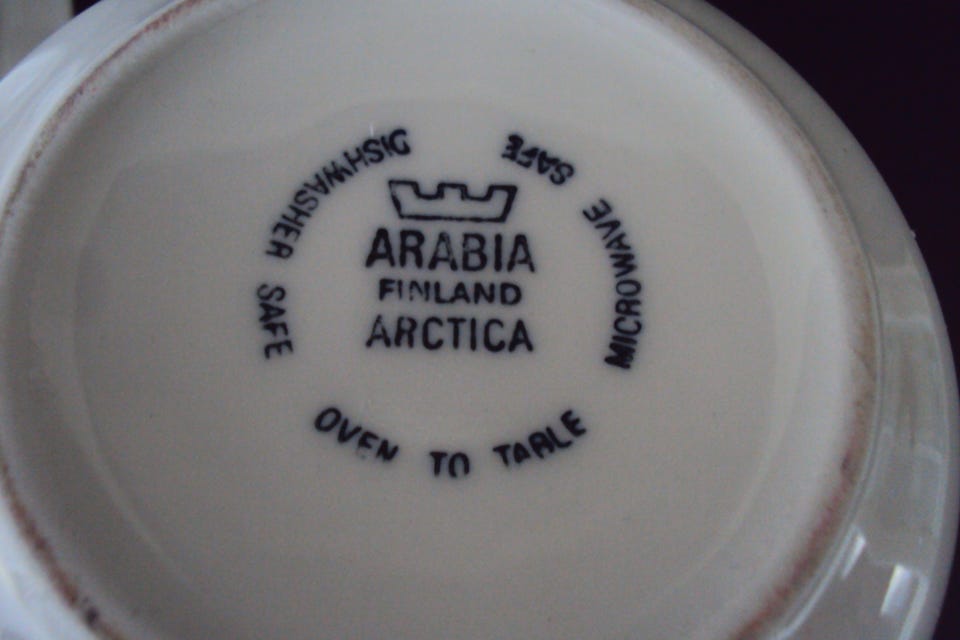 ARABIA
FINLAND
ARCTICA
DISHWASHER SAFE
OVEN TO TABLE
MICROWAVE SAFE